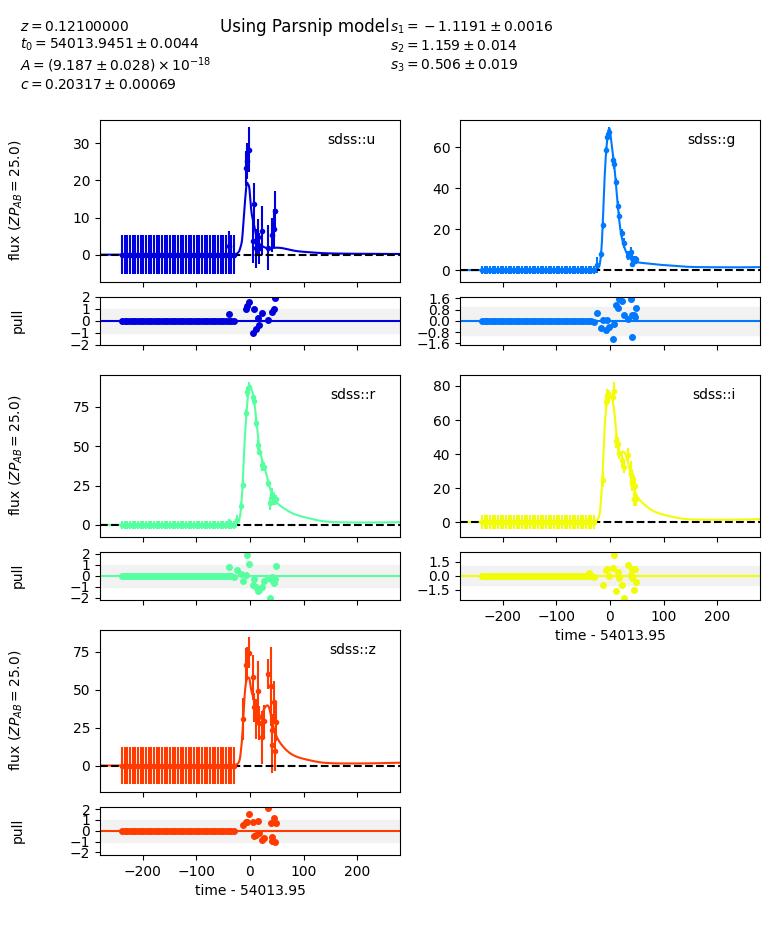 Using Parsnip model
z = 0.12100000
t₀ = 54013.9451 ± 0.0044
A = (9.187 ± 0.028) × 10⁻¹⁸
c = 0.20317 ± 0.00069
s₁ = −1.1191 ± 0.0016
s₂ = 1.159 ± 0.014
s₃ = 0.506 ± 0.019
sdss::u
flux (ZP_AB = 25.0)
30
20
10
0
pull
2
1
0
−1
−2
sdss::g
60
40
20
0
1.6
0.8
0.0
−0.8
−1.6
sdss::r
flux (ZP_AB = 25.0)
75
50
25
0
pull
2
1
0
−1
−2
sdss::i
80
60
40
20
0
1.5
0.0
−1.5
−200 −100 0 100 200
time - 54013.95
sdss::z
flux (ZP_AB = 25.0)
75
50
25
0
pull
2
1
0
−1
−2
−200 −100 0 100 200
time - 54013.95